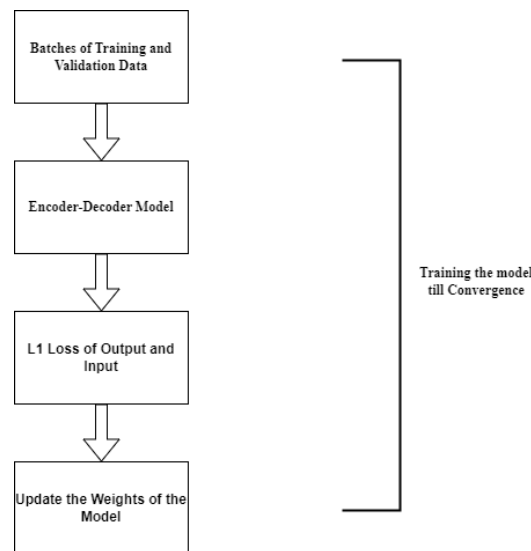 Batches of Training and
Validation Data
Encoder-Decoder Model
L1 Loss of Output and
Input
Update the Weights of the
Model
Training the model
till Convergence